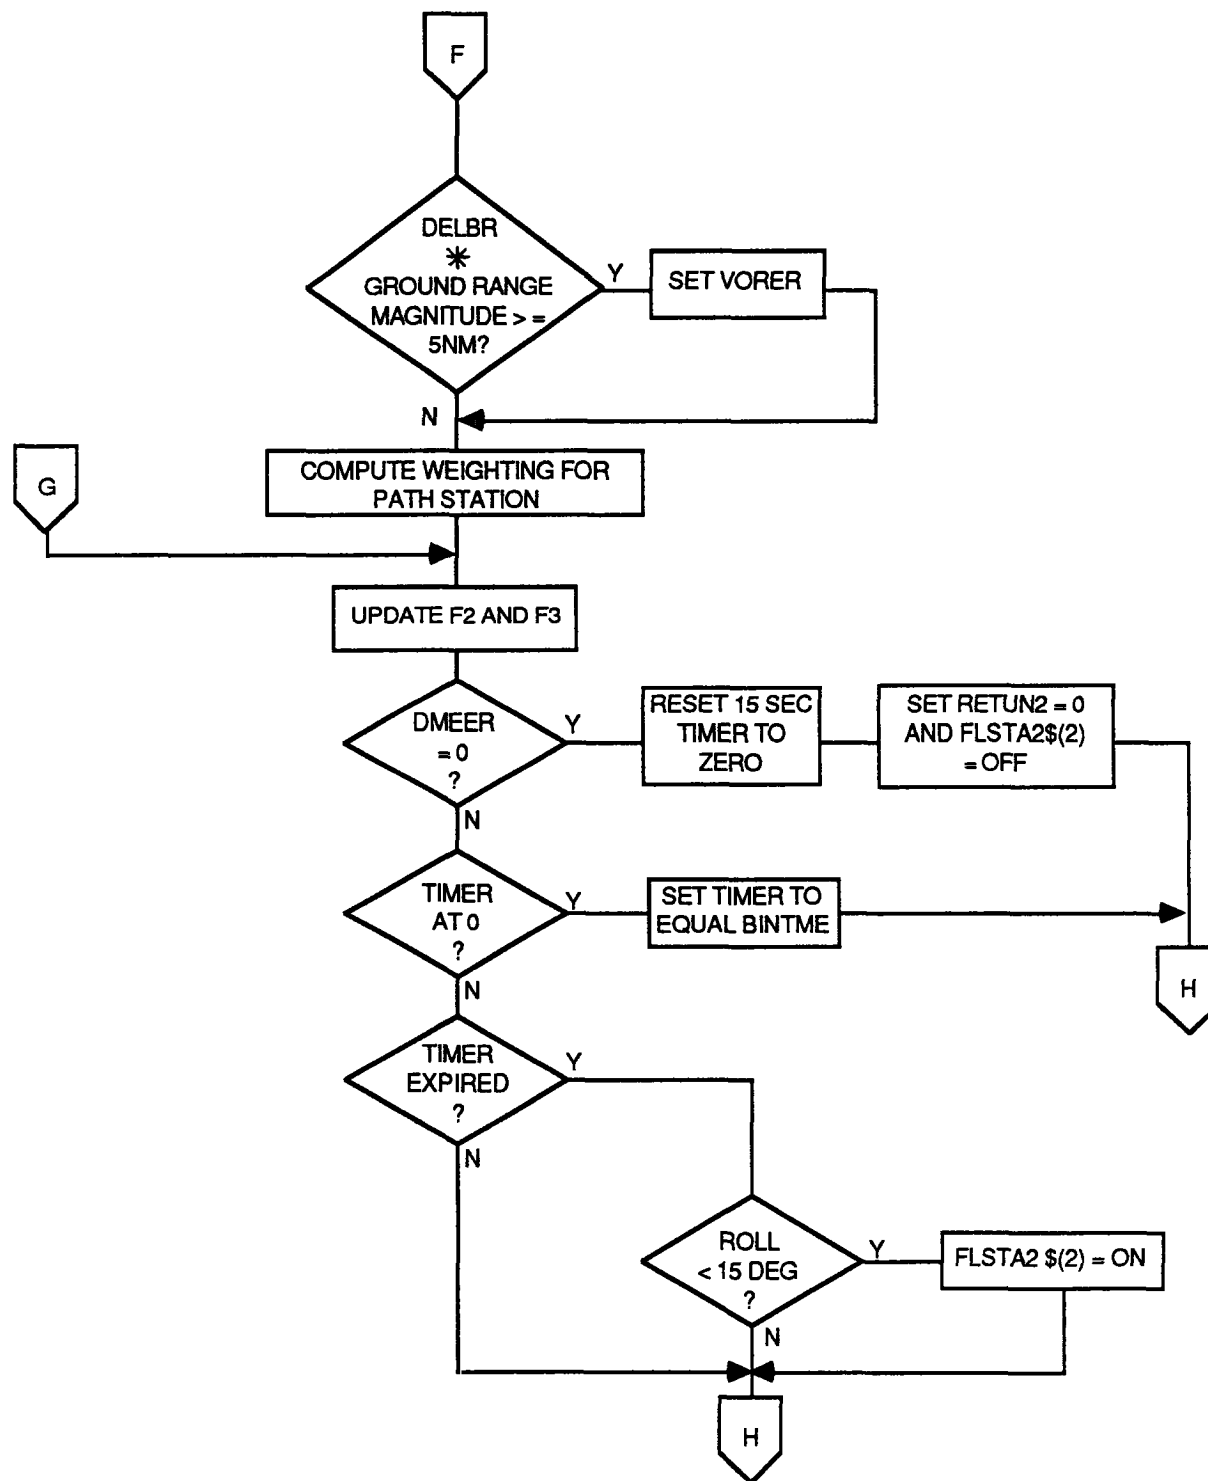 F
DELBR
*
GROUND RANGE
MAGNITUDE > =
5NM?
Y
SET VORER
N
COMPUTE WEIGHTING FOR
PATH STATION
G
UPDATE F2 AND F3
DMEER
= 0
?
Y
RESET 15 SEC
TIMER TO
ZERO
SET RETUN2 = 0
AND FLSTA2$(2)
= OFF
N
TIMER
AT 0
?
Y
SET TIMER TO
EQUAL BINTME
H
N
TIMER
EXPIRED
?
Y
N
ROLL
< 15 DEG
?
Y
FLSTA2 $(2) = ON
N
H